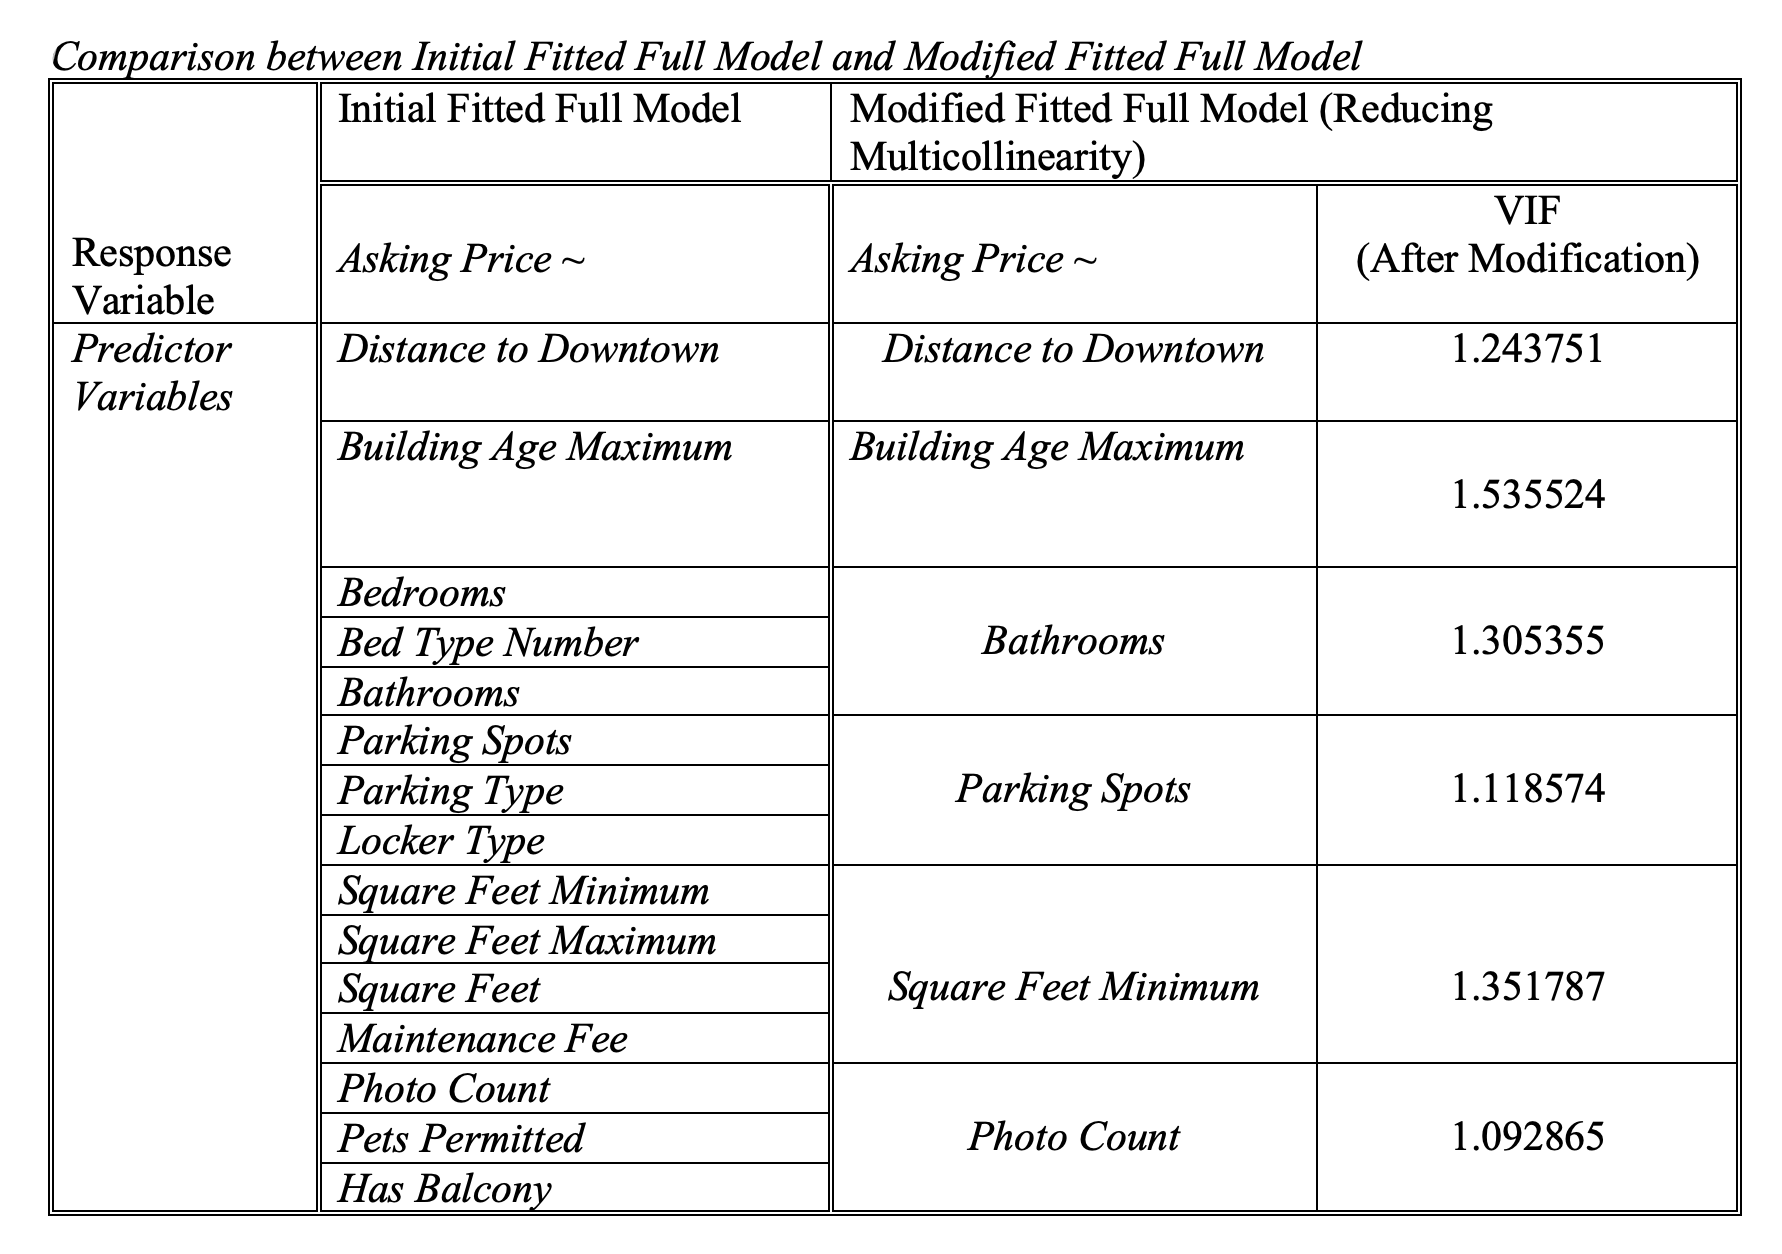 Comparison between Initial Fitted Full Model and Modified Fitted Full Model
Initial Fitted Full Model
Modified Fitted Full Model (Reducing
Multicollinearity)
Response
Variable
Asking Price ~
Asking Price ~
VIF
(After Modification)
Predictor
Variables
Distance to Downtown
Distance to Downtown
1.243751
Building Age Maximum
Building Age Maximum
1.535524
Bedrooms
Bed Type Number
Bathrooms
Bathrooms
1.305355
Parking Spots
Parking Type
Locker Type
Parking Spots
1.118574
Square Feet Minimum
Square Feet Maximum
Square Feet
Maintenance Fee
Square Feet Minimum
1.351787
Photo Count
Pets Permitted
Has Balcony
Photo Count
1.092865